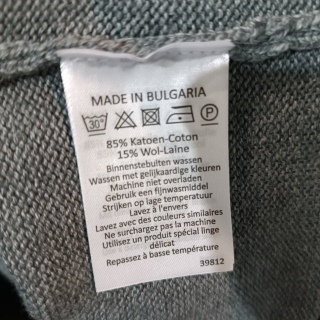 MADE IN BULGARIA
30°
P
85% Katoen-Coton
15% Wol-Laine
Binnenstebuiten wassen
Wassen met gelijkaardige kleuren
Machine niet overladen
Gebruik een fijnwasmiddel
Strijken op lage temperatuur
Lavez à l'envers
Lavez avec des couleurs similaires
Ne surchargez pas la machine
Utilisez un produit spécial linge
délicat
Repassez à basse température
39812